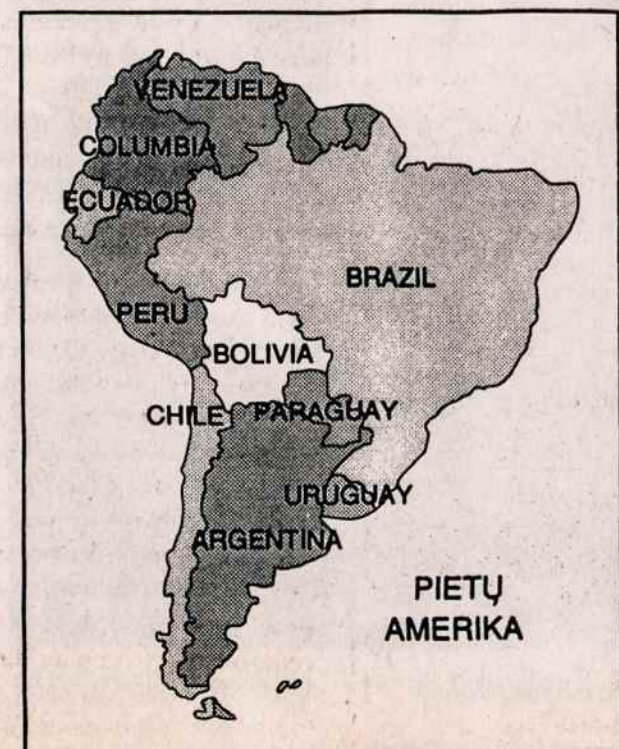 VENEZUELA
COLUMBIA
ECUADOR
BRAZIL
PERU
BOLIVIA
CHILE
PARAGUAY
URUGUAY
ARGENTINA
PIETŲ
AMERIKA